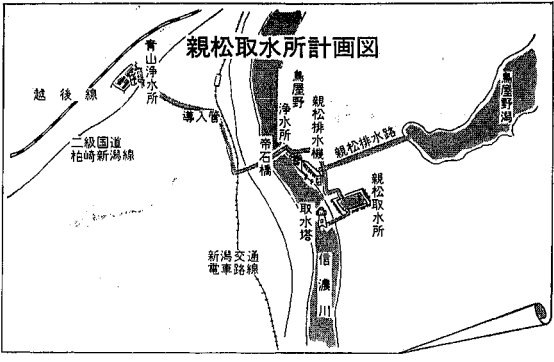 親松取水所計画図
青山浄水所
越後線
二級国道
柏崎新潟線
導入管
鳥屋野
浄水所
帝石橋
親松排水機
親松排水路
鳥屋野潟
親松取水所
取水塔
信濃川
新潟交通
電車路線